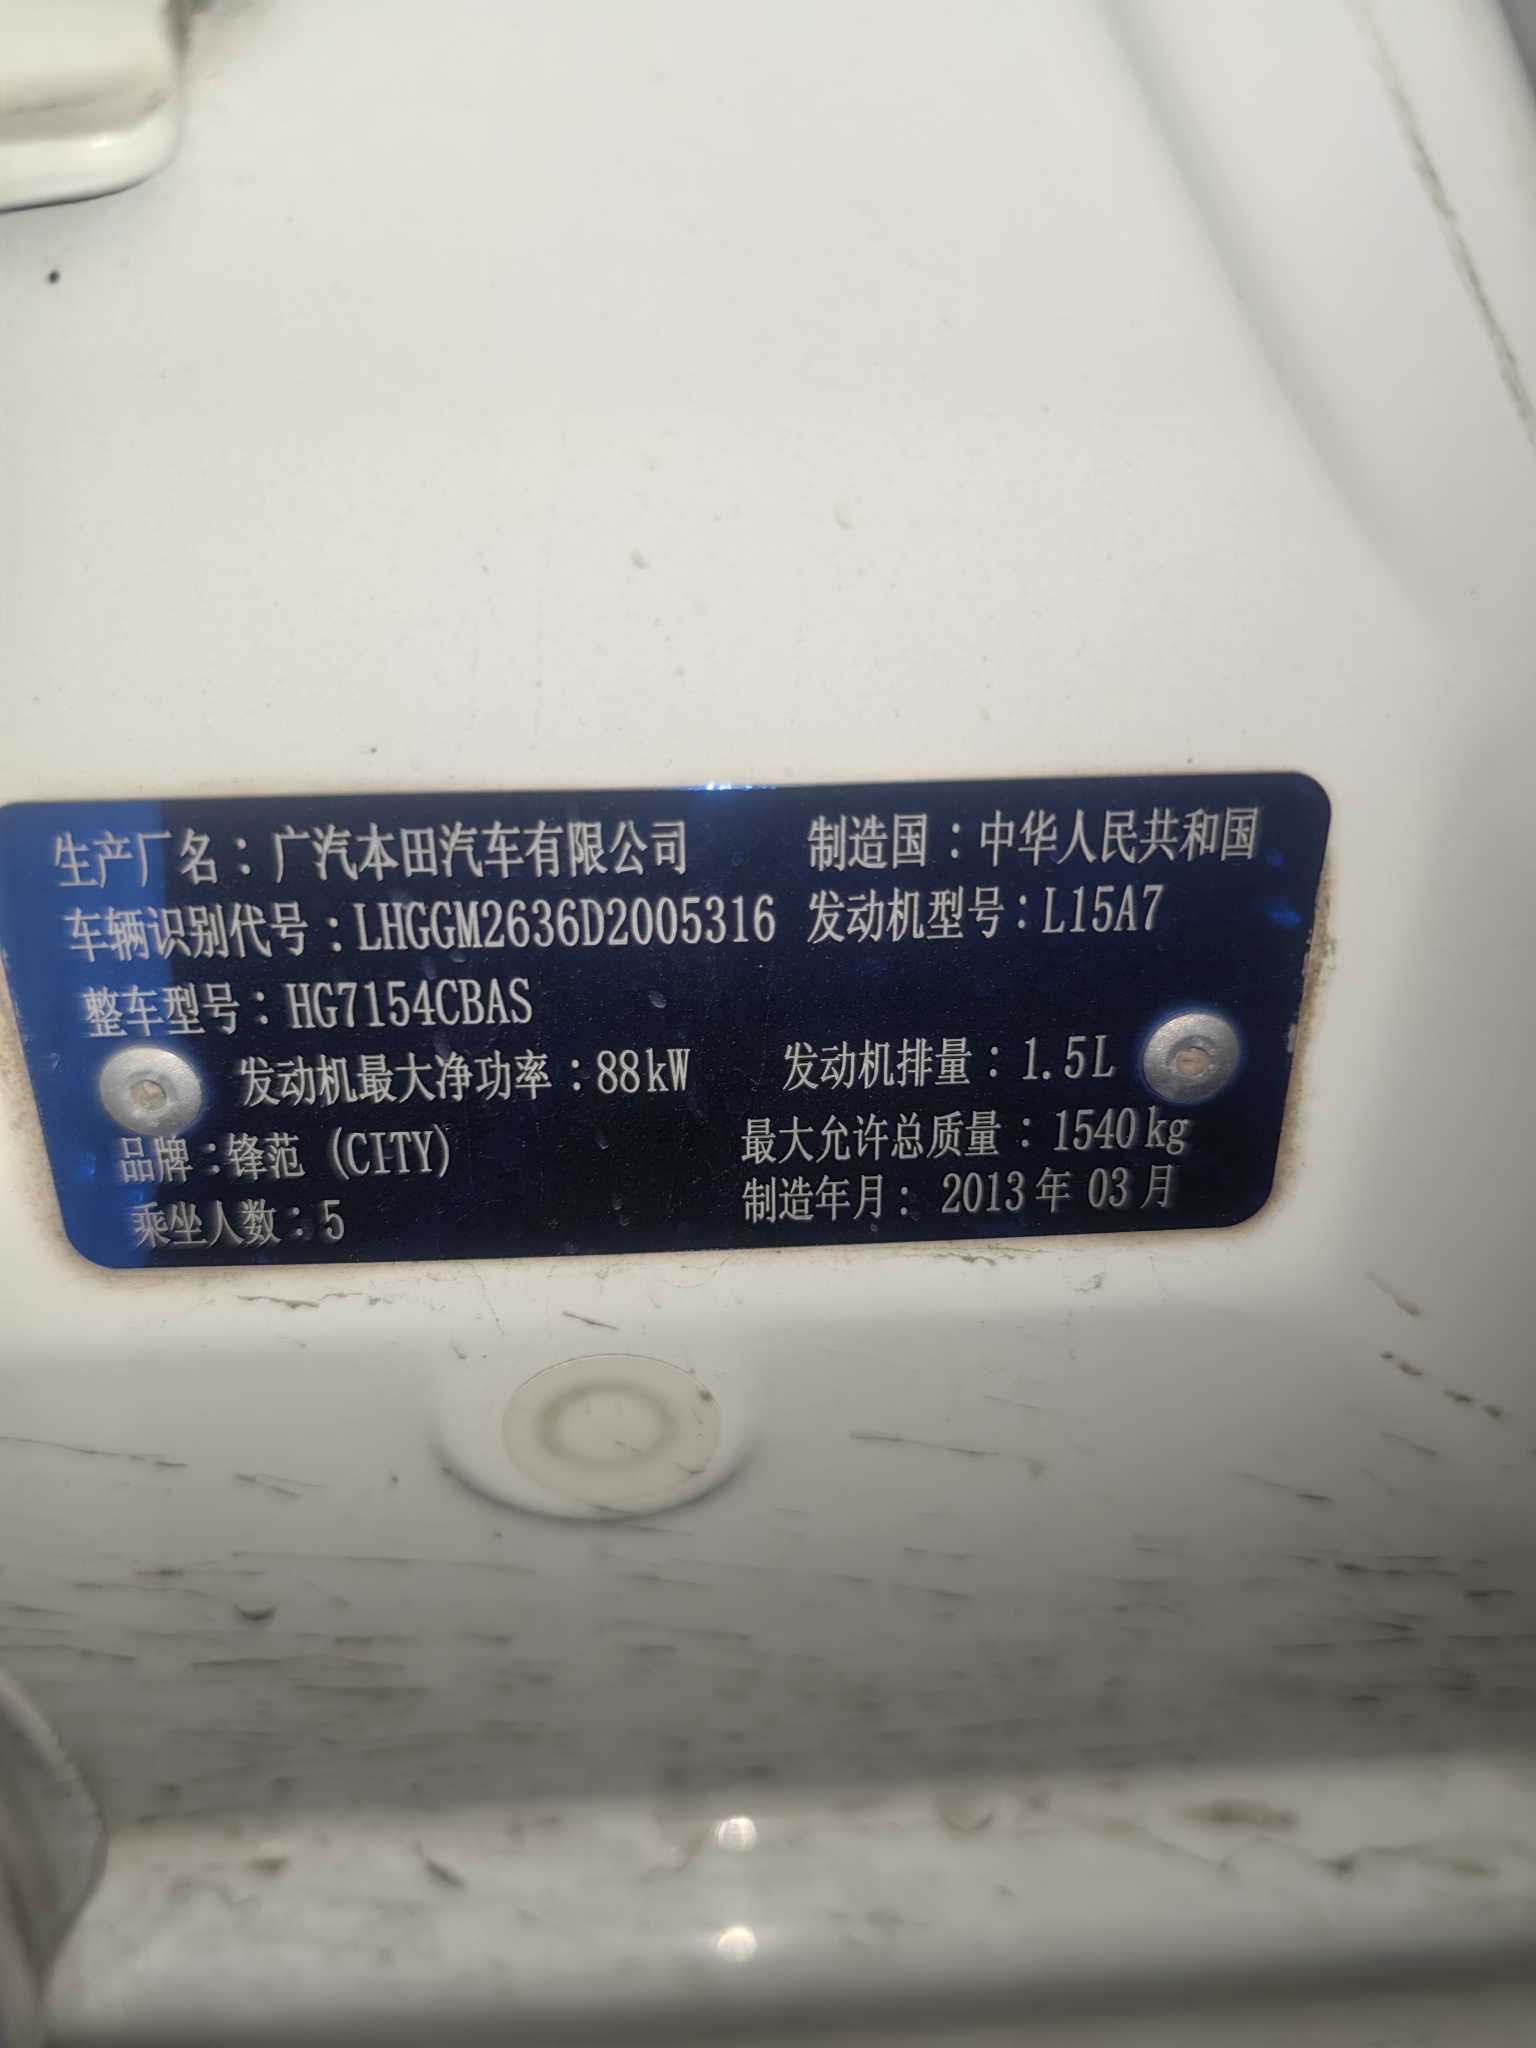 生产厂名：广汽本田汽车有限公司 制造国：中华人民共和国
车辆识别代号：LHGGM2636D2005316 发动机型号：L15A7
整车型号：HG7154CBAS
发动机最大净功率：88kW 发动机排量：1.5L
品牌：锋范 (CITY) 最大允许总质量：1540kg
乘坐人数：5 制造年月：2013年03月